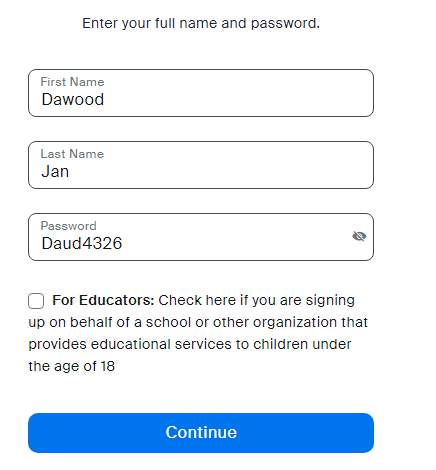 Enter your full name and password.
First Name
Dawood
Last Name
Jan
Password
Daud4326
For Educators: Check here if you are signing
up on behalf of a school or other organization that
provides educational services to children under
the age of 18
Continue